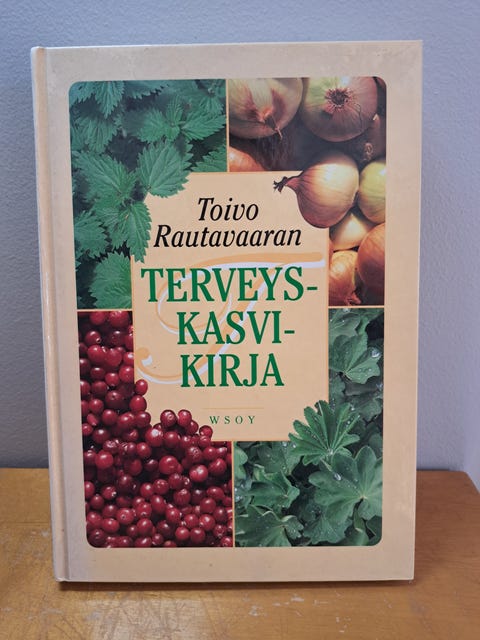 Toivo
Rautavaaran
TERVEYS-
KASVI-
KIRJA
WSOY